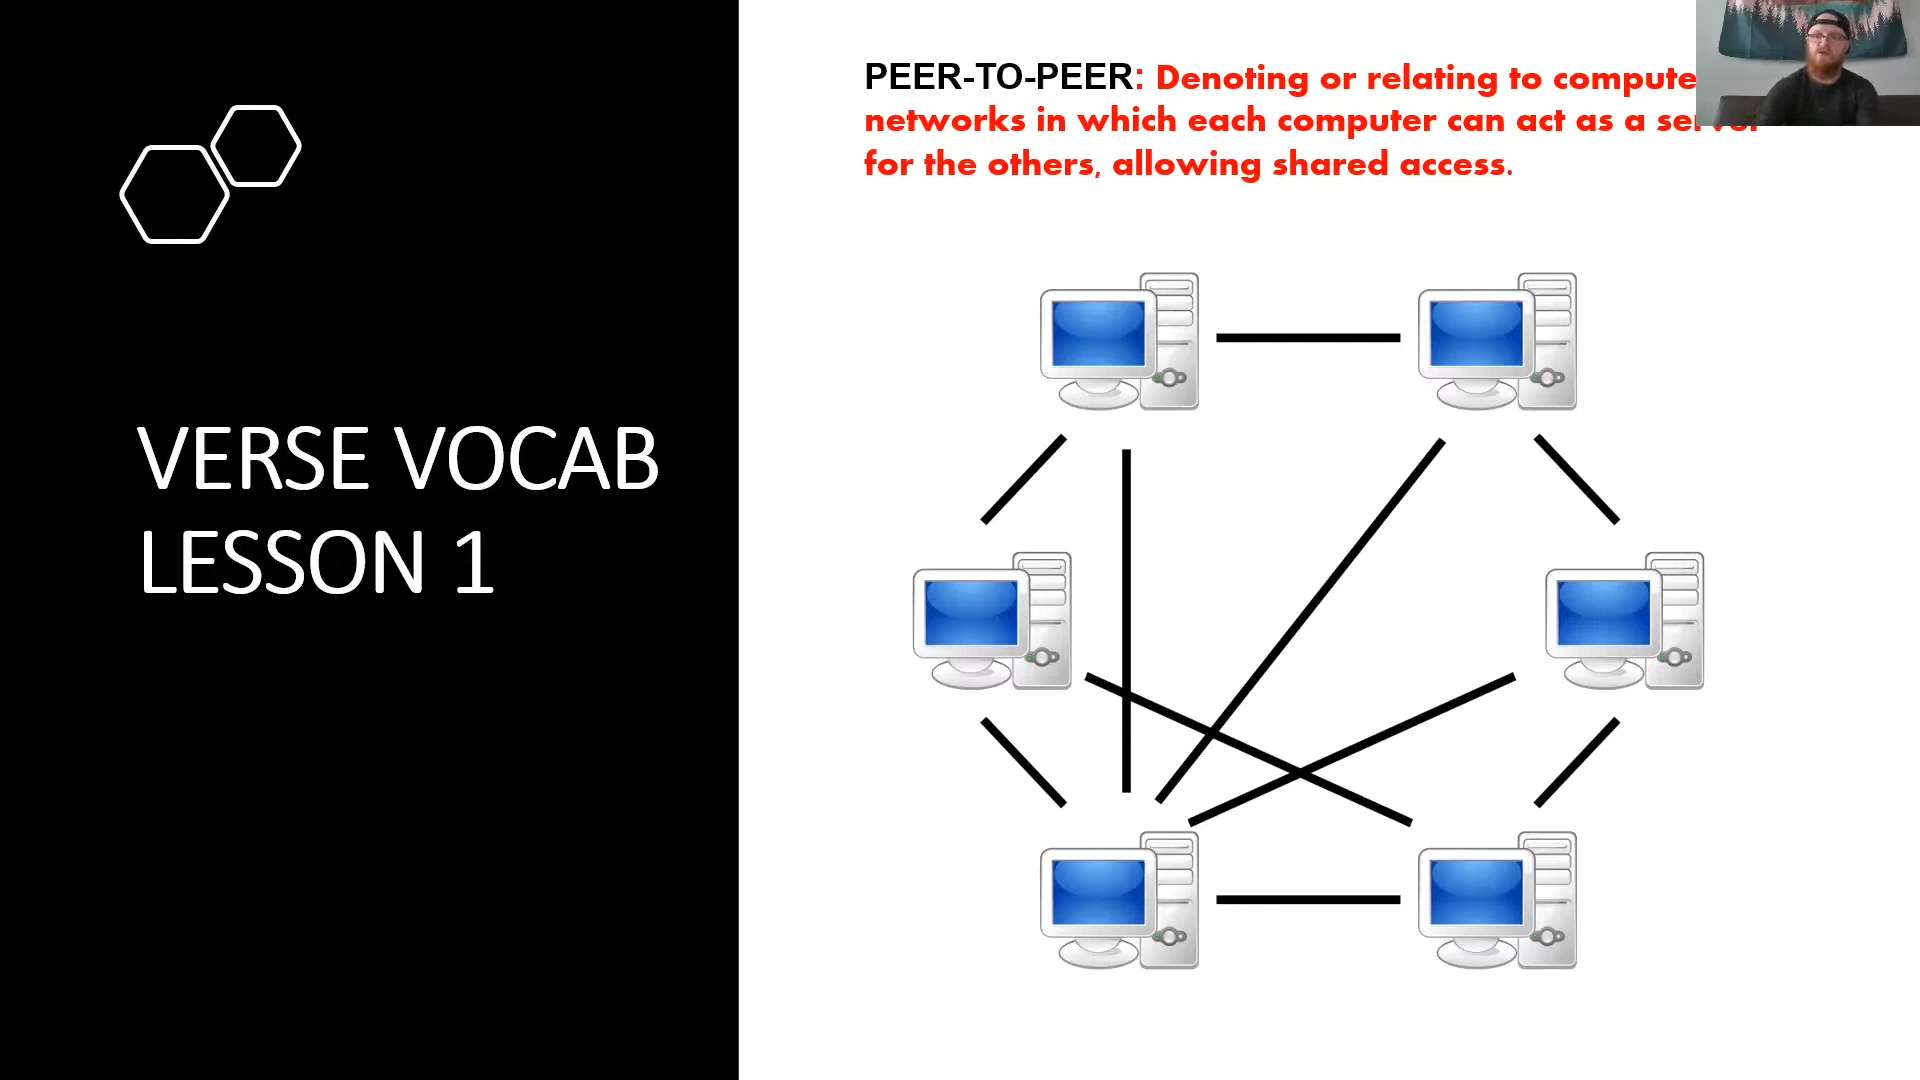 VERSE VOCAB
LESSON 1
PEER-TO-PEER: Denoting or relating to compute
networks in which each computer can act as a server
for the others, allowing shared access.